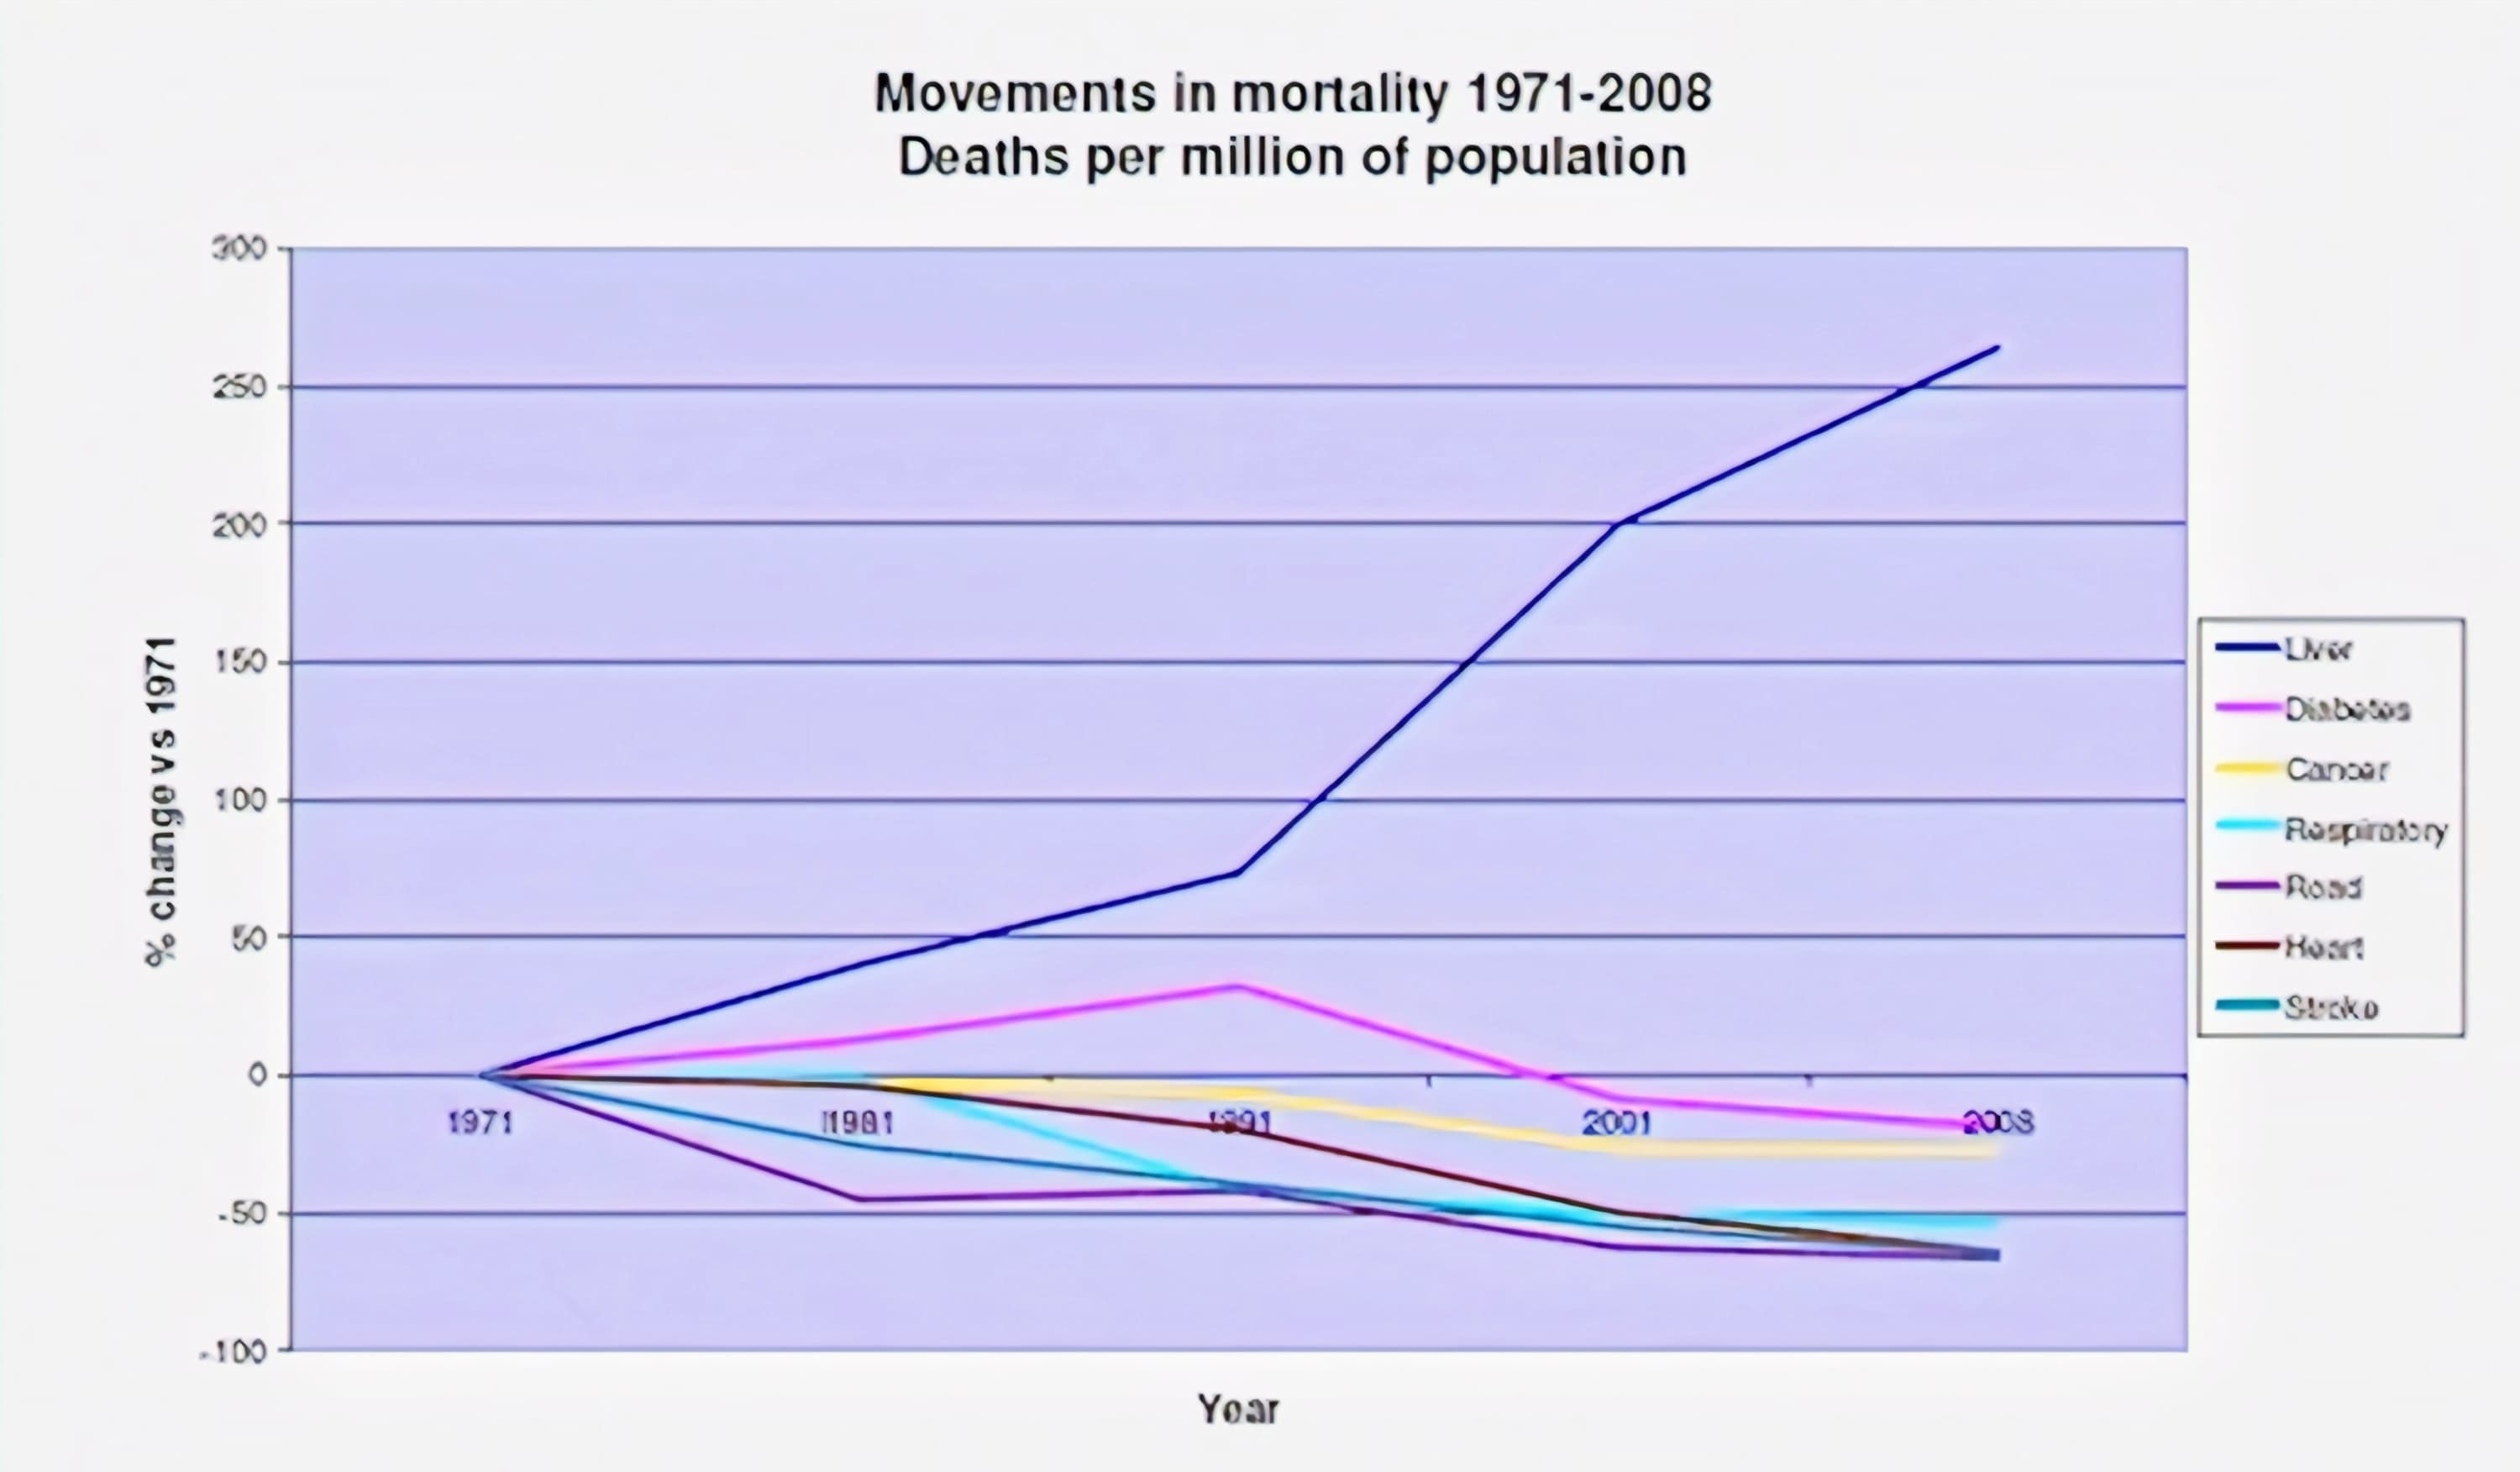 Movements in mortality 1971-2008
Deaths per million of population
300
250
200
150
100
50
0
-50
-100
% change vs 1971
1971
1981
1991
2001
2008
Year
Liver
Diabetes
Cancer
Respiratory
Road
Heart
Stroke